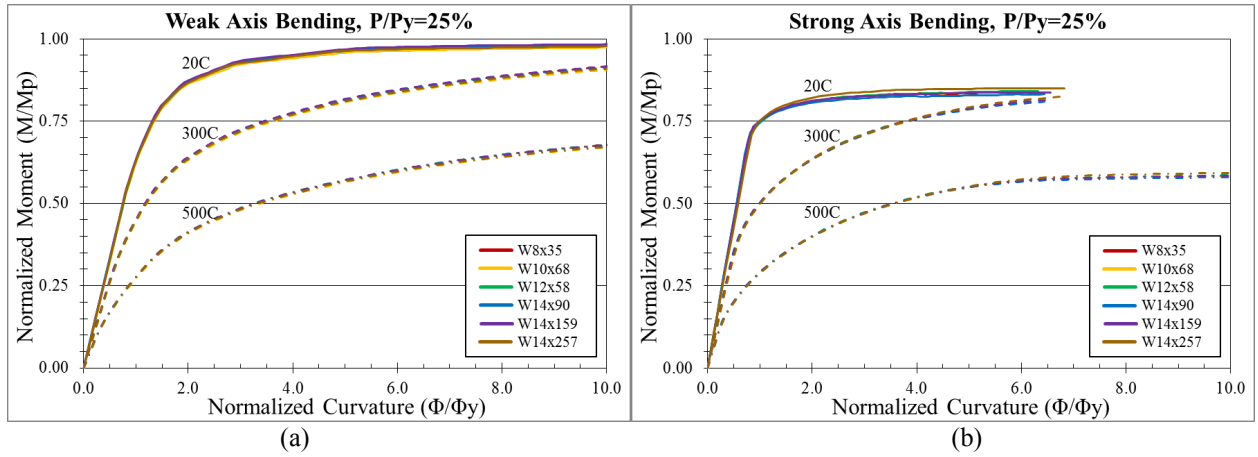 Weak Axis Bending, P/Py=25%
Normalized Moment (M/Mp)
1.00
0.75
0.50
0.25
0.00
20C
300C
500C
W8x35
W10x68
W12x58
W14x90
W14x159
W14x257
0.0 2.0 4.0 6.0 8.0 10.0
Normalized Curvature (Φ/Φy)
(a)
Strong Axis Bending, P/Py=25%
Normalized Moment (M/Mp)
1.00
0.75
0.50
0.25
0.00
20C
300C
500C
W8x35
W10x68
W12x58
W14x90
W14x159
W14x257
0.0 2.0 4.0 6.0 8.0 10.0
Normalized Curvature (Φ/Φy)
(b)